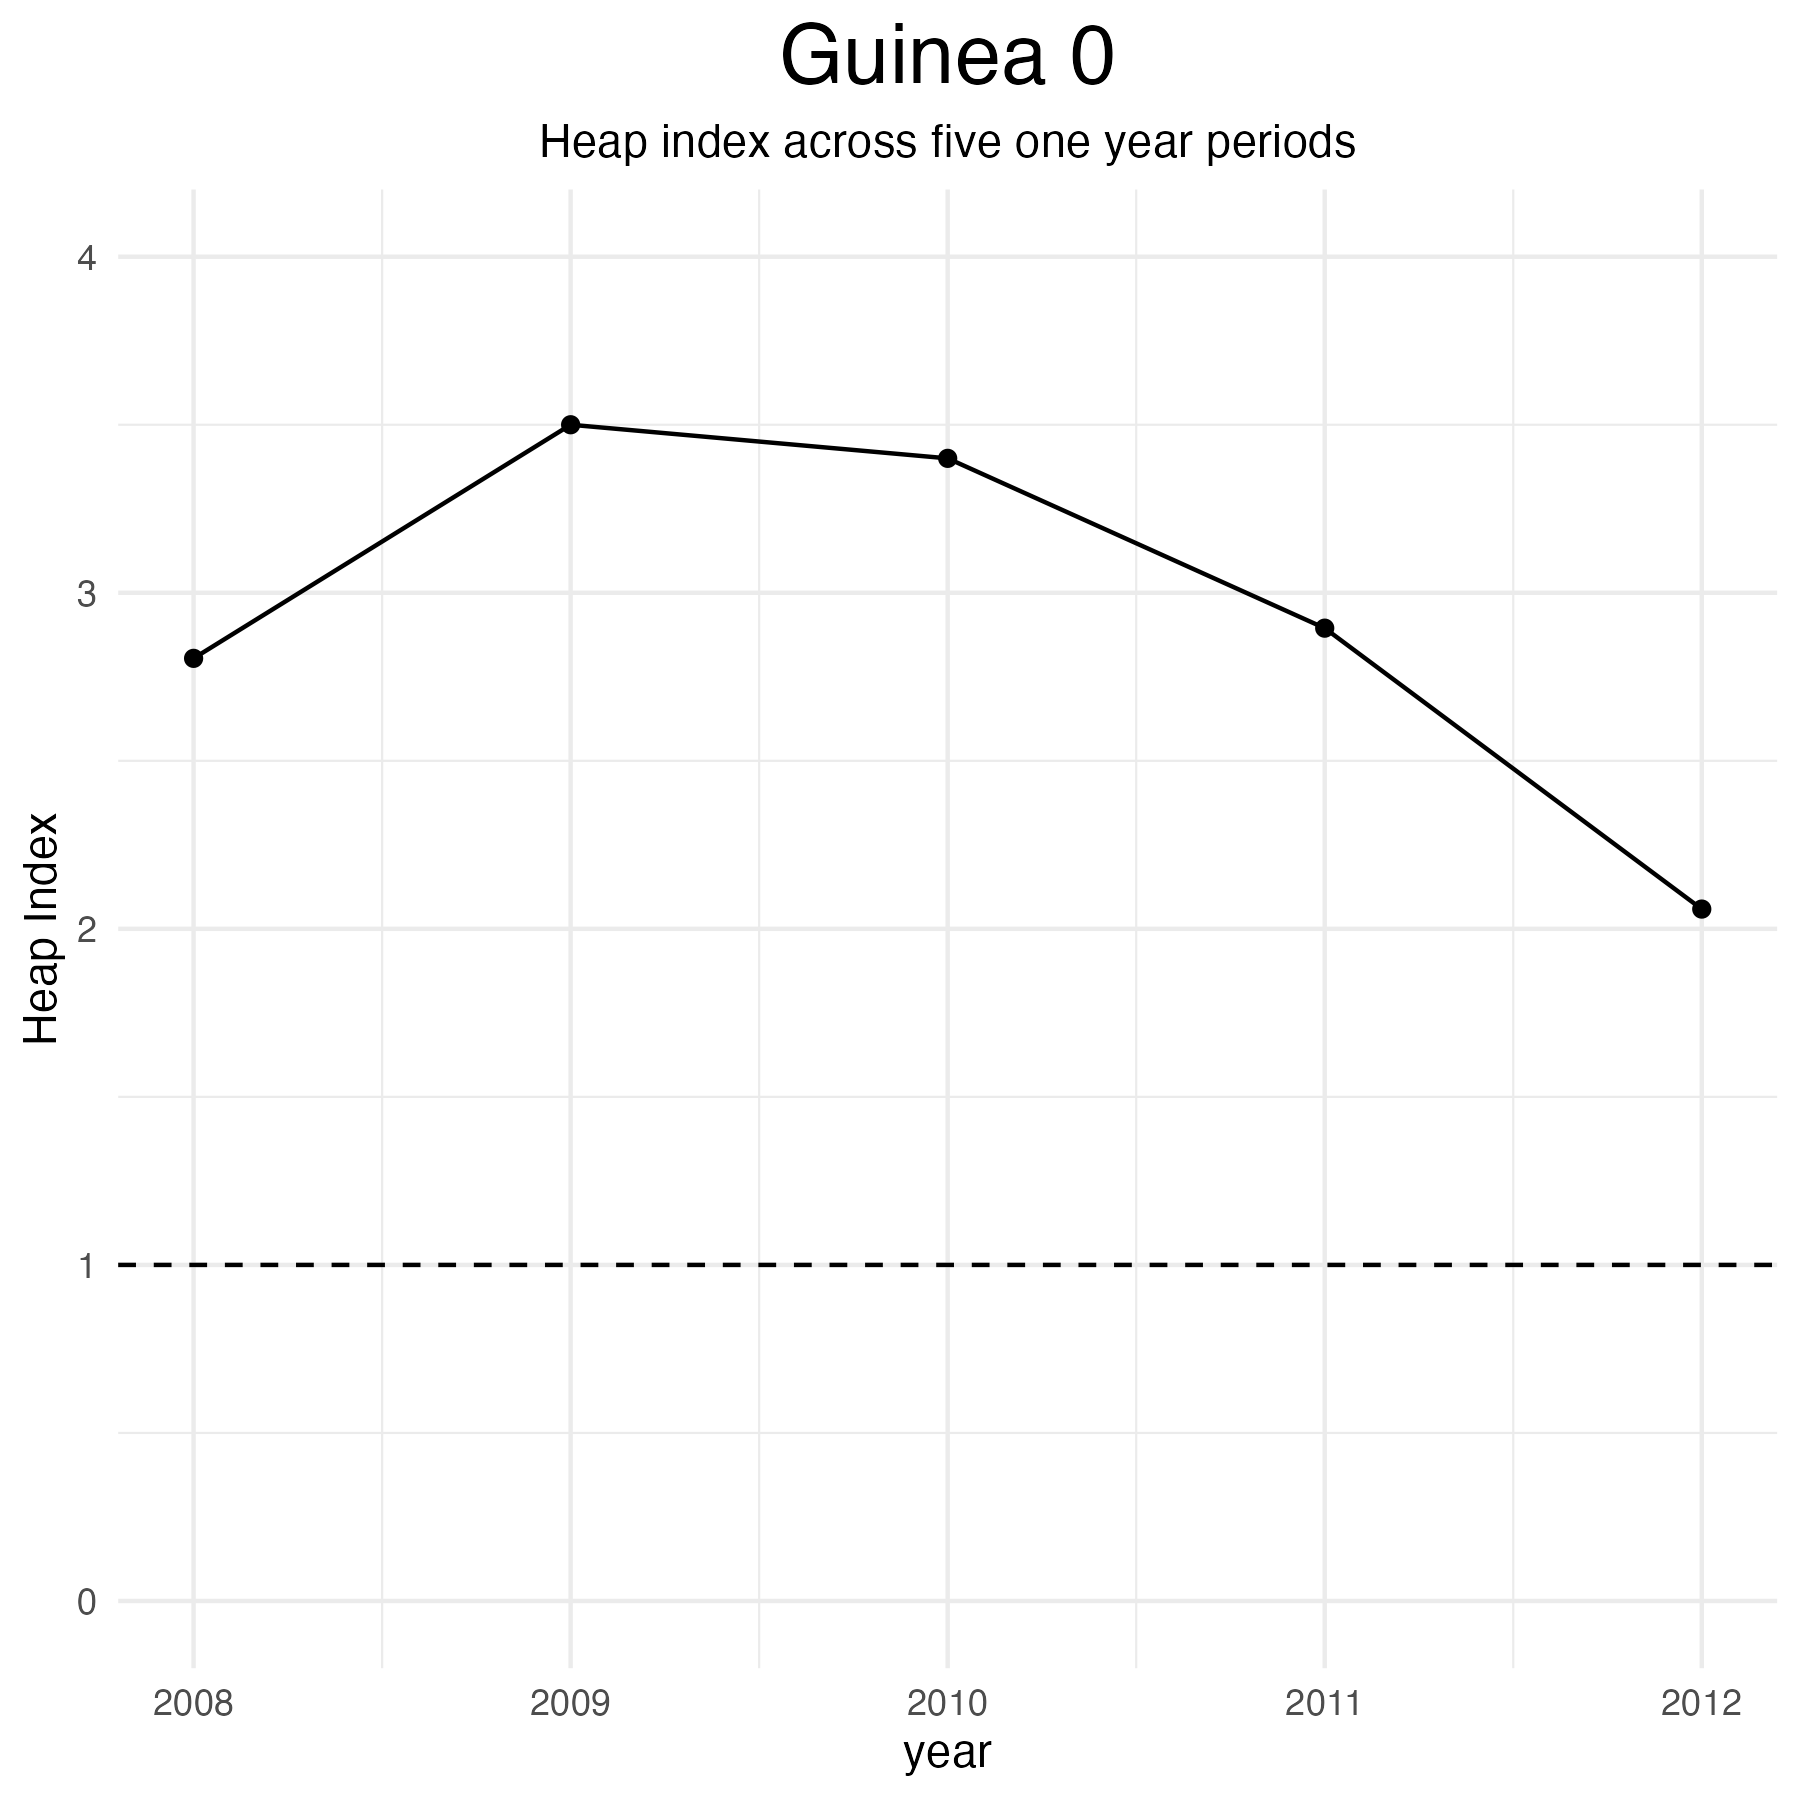 Guinea 0
Heap index across five one year periods
Heap Index
4
3
2
1
0
2008 2009 2010 2011 2012
year